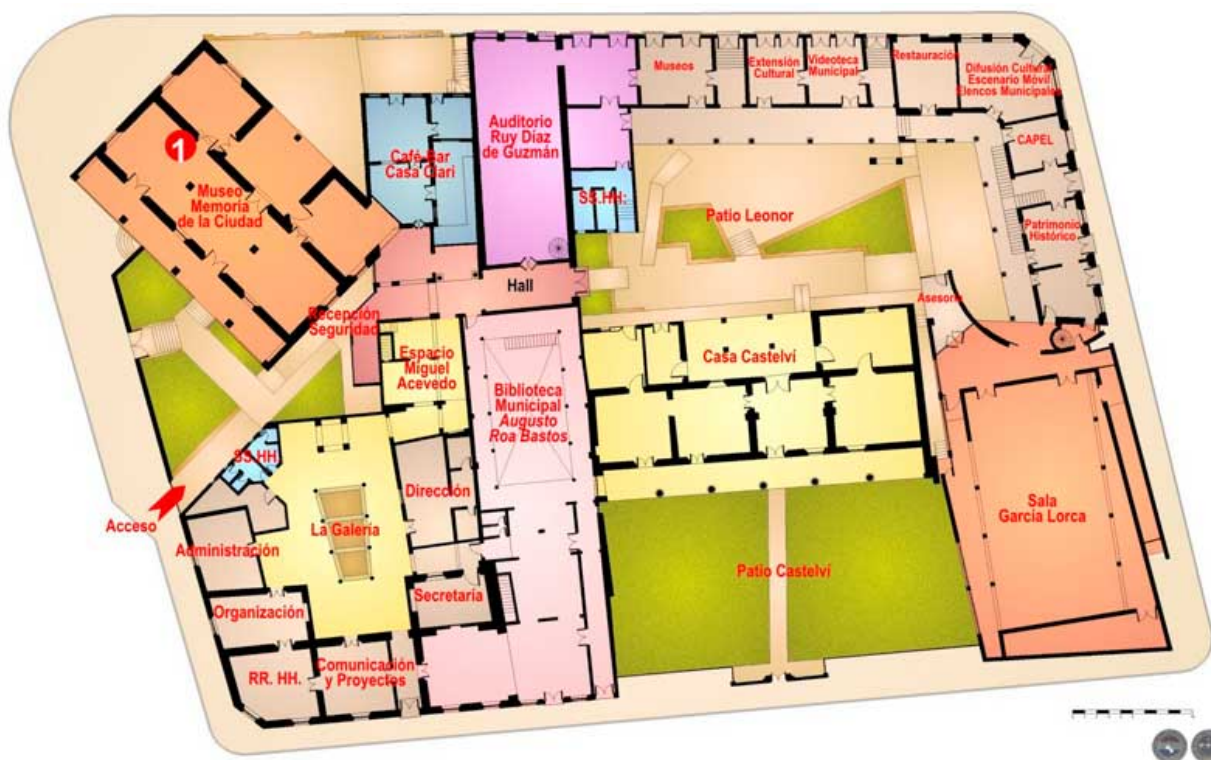 1
Museo
Memoria
de la Ciudad
Café-Bar
Casa Clari
Auditorio
Ruy Díaz
de Guzmán
SS.HH:
Museos
Extensión
Cultural
Videoteca
Municipal
Restauración
Difusión Cultural
Escenario Móvil
Elencos Municipales
CAPEL
Patrimonio
Histórico
Patio Leonor
Asesoría
Hall
Recepción
Seguridad
Espacio
Miguel
Acevedo
Biblioteca
Municipal
Augusto
Roa Bastos
Casa Castelví
SS.HH
Acceso
La Galería
Dirección
Administración
Organización
Secretaría
RR. HH.
Comunicación
y Proyectos
Patio Castelví
Sala
García Lorca